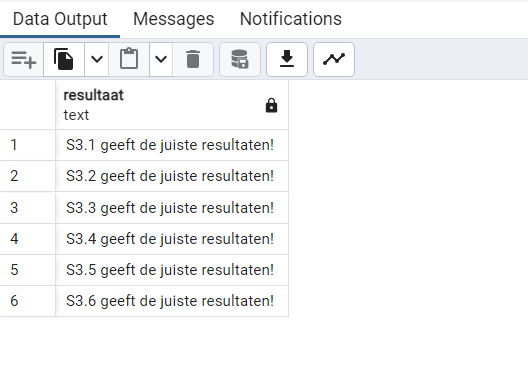 Data Output Messages Notifications
resultaat
text
1 S3.1 geeft de juiste resultaten!
2 S3.2 geeft de juiste resultaten!
3 S3.3 geeft de juiste resultaten!
4 S3.4 geeft de juiste resultaten!
5 S3.5 geeft de juiste resultaten!
6 S3.6 geeft de juiste resultaten!